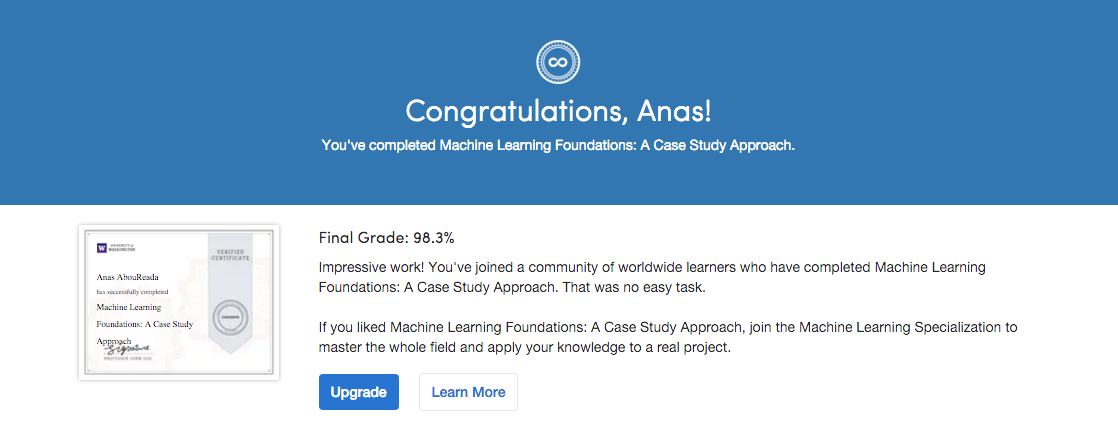 Congratulations, Anas!
You've completed Machine Learning Foundations: A Case Study Approach.
W UNIVERSITY of
WASHINGTON
VERIFIED
CERTIFICATE
Anas AbouReada
has successfully completed
Machine Learning
Foundations: A Case Study
Approach
Signature
PROFESSOR JOHN DOE
Final Grade: 98.3%
Impressive work! You've joined a community of worldwide learners who have completed Machine Learning
Foundations: A Case Study Approach. That was no easy task.
If you liked Machine Learning Foundations: A Case Study Approach, join the Machine Learning Specialization to
master the whole field and apply your knowledge to a real project.
Upgrade
Learn More